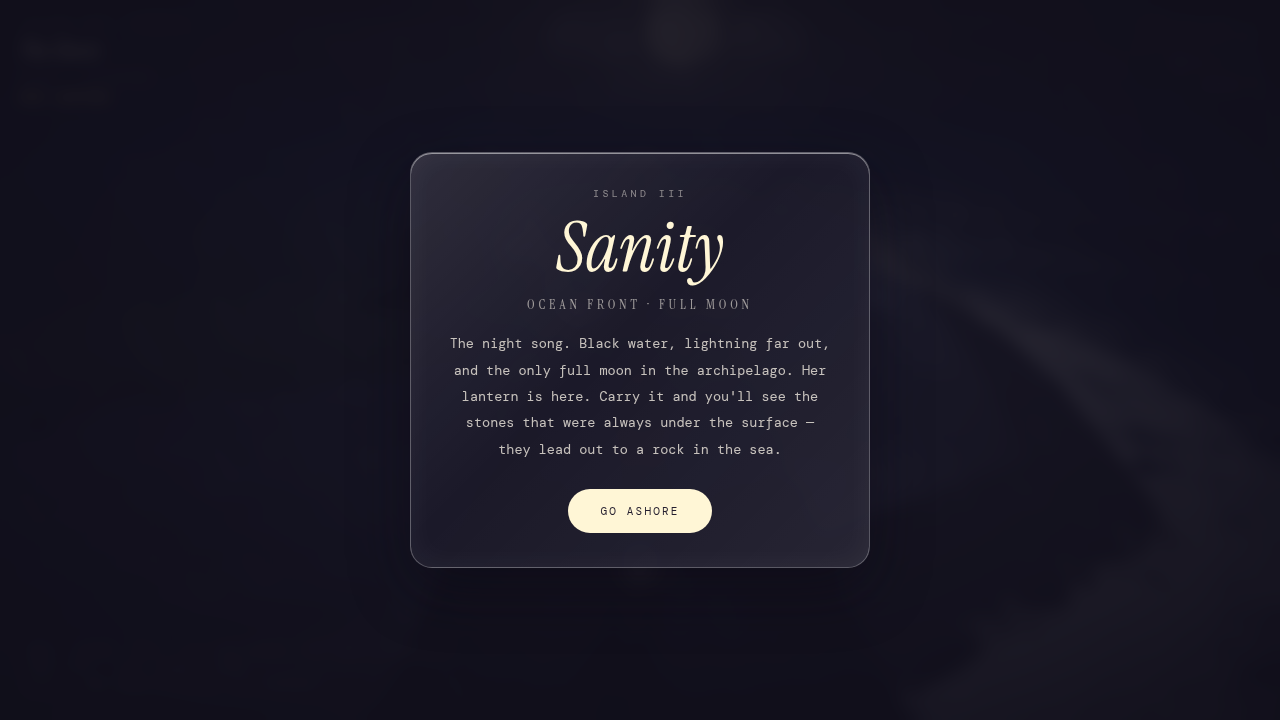 ISLAND III
Sanity
OCEAN FRONT · FULL MOON
The night song. Black water, lightning far out,
and the only full moon in the archipelago. Her
lantern is here. Carry it and you'll see the
stones that were always under the surface —
they lead out to a rock in the sea.
GO ASHORE